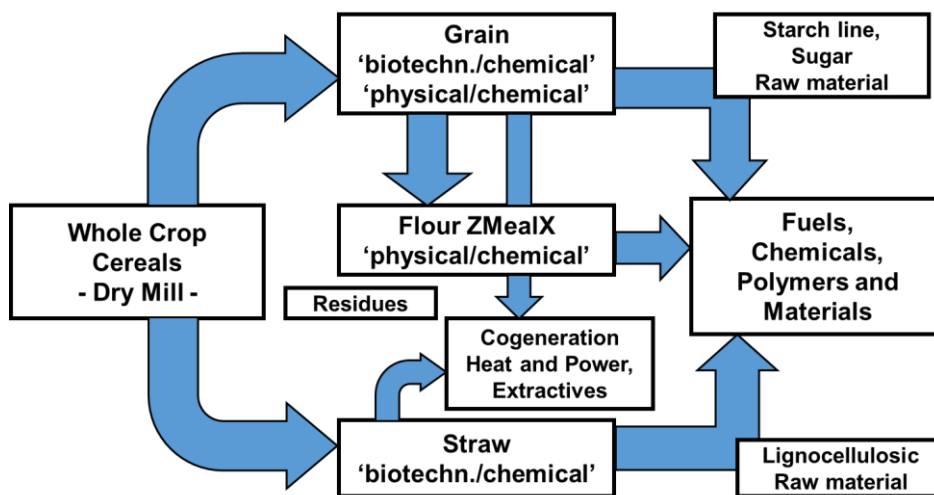 Grain
‘biotechn./chemical’
‘physical/chemical’
Starch line,
Sugar
Raw material
Whole Crop
Cereals
- Dry Mill -
Flour ZMealX
‘physical/chemical’
Fuels,
Chemicals,
Polymers and
Materials
Residues
Cogeneration
Heat and Power,
Extractives
Straw
‘biotechn./chemical’
Lignocellulosic
Raw material